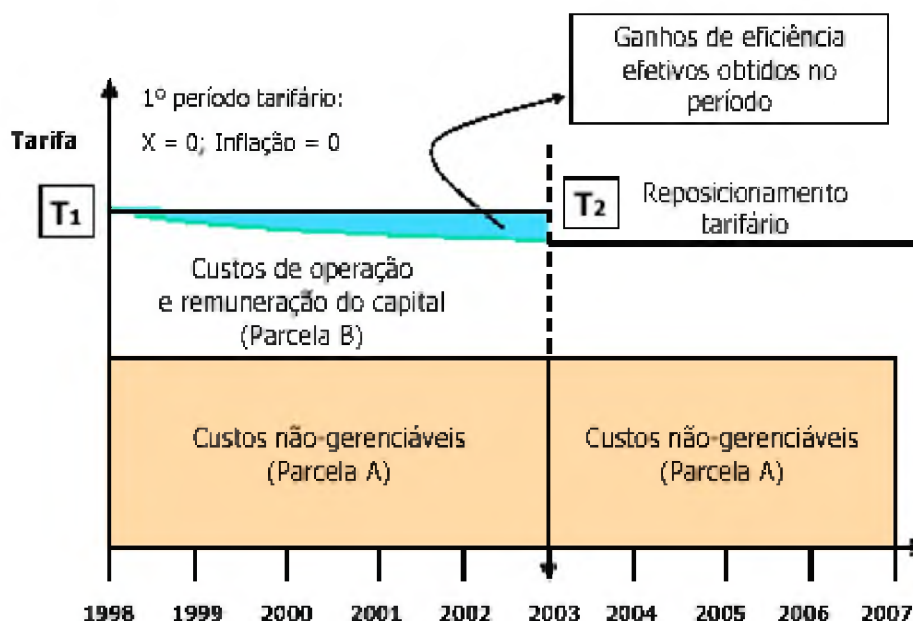 Ganhos de eficiência
efetivos obtidos no
período
1º período tarifário:
X = 0; Inflação = 0
Tarifa
T1
T2
Reposicionamento
tarifário
Custos de operação
e remuneração do capital
(Parcela B)
Custos não-gerenciáveis
(Parcela A)
Custos não-gerenciáveis
(Parcela A)
1998 1999 2000 2001 2002 2003 2004 2005 2006 2007